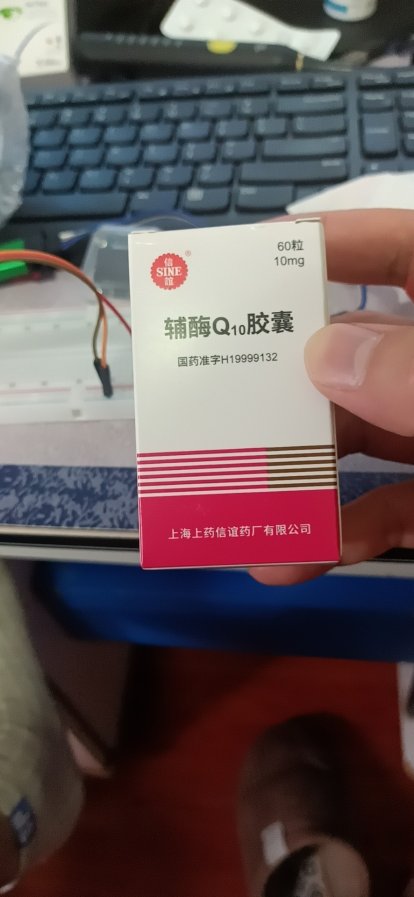 信
SINE
誼
®
60粒
10mg
辅酶Q10胶囊
国药准字H19999132
上海上药信谊药厂有限公司